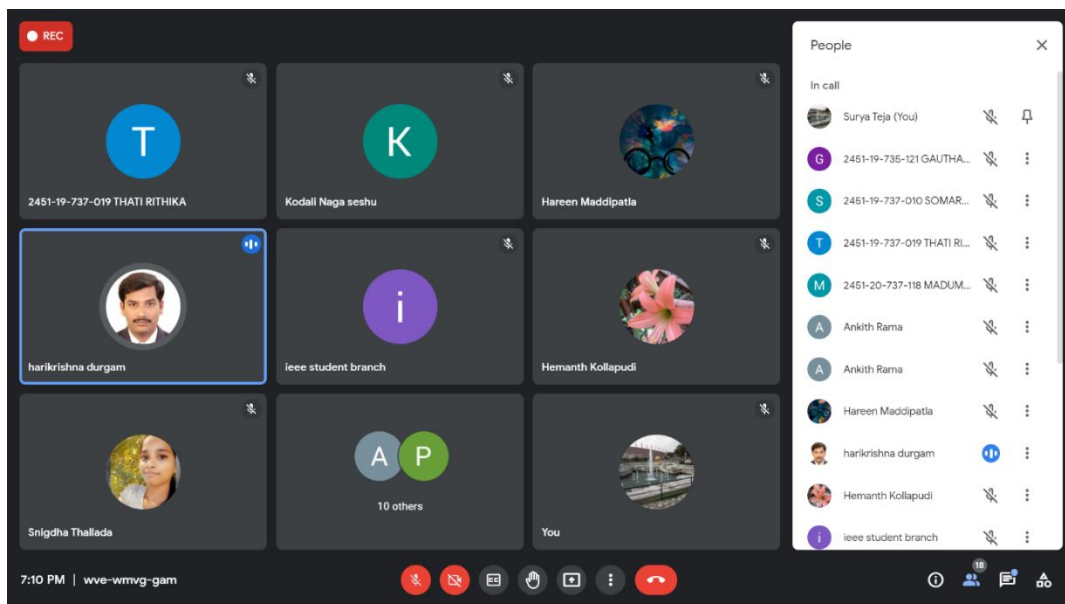 REC
T
2451-19-737-019 THATI RITHIKA
K
Kodali Naga seshu
Hareen Maddipatla
harikrishna durgam
i
ieee student branch
Hemanth Kollapudi
Snigdha Thallada
A P
10 others
You
People
In call
Surya Teja (You)
G 2451-19-735-121 GAUTHA...
S 2451-19-737-010 SOMAR...
T 2451-19-737-019 THATI RI...
M 2451-20-737-118 MADUM...
A Ankith Rama
A Ankith Rama
Hareen Maddipatla
harikrishna durgam
Hemanth Kollapudi
i ieee student branch
7:10 PM | wve-wmvg-gam
CC
18